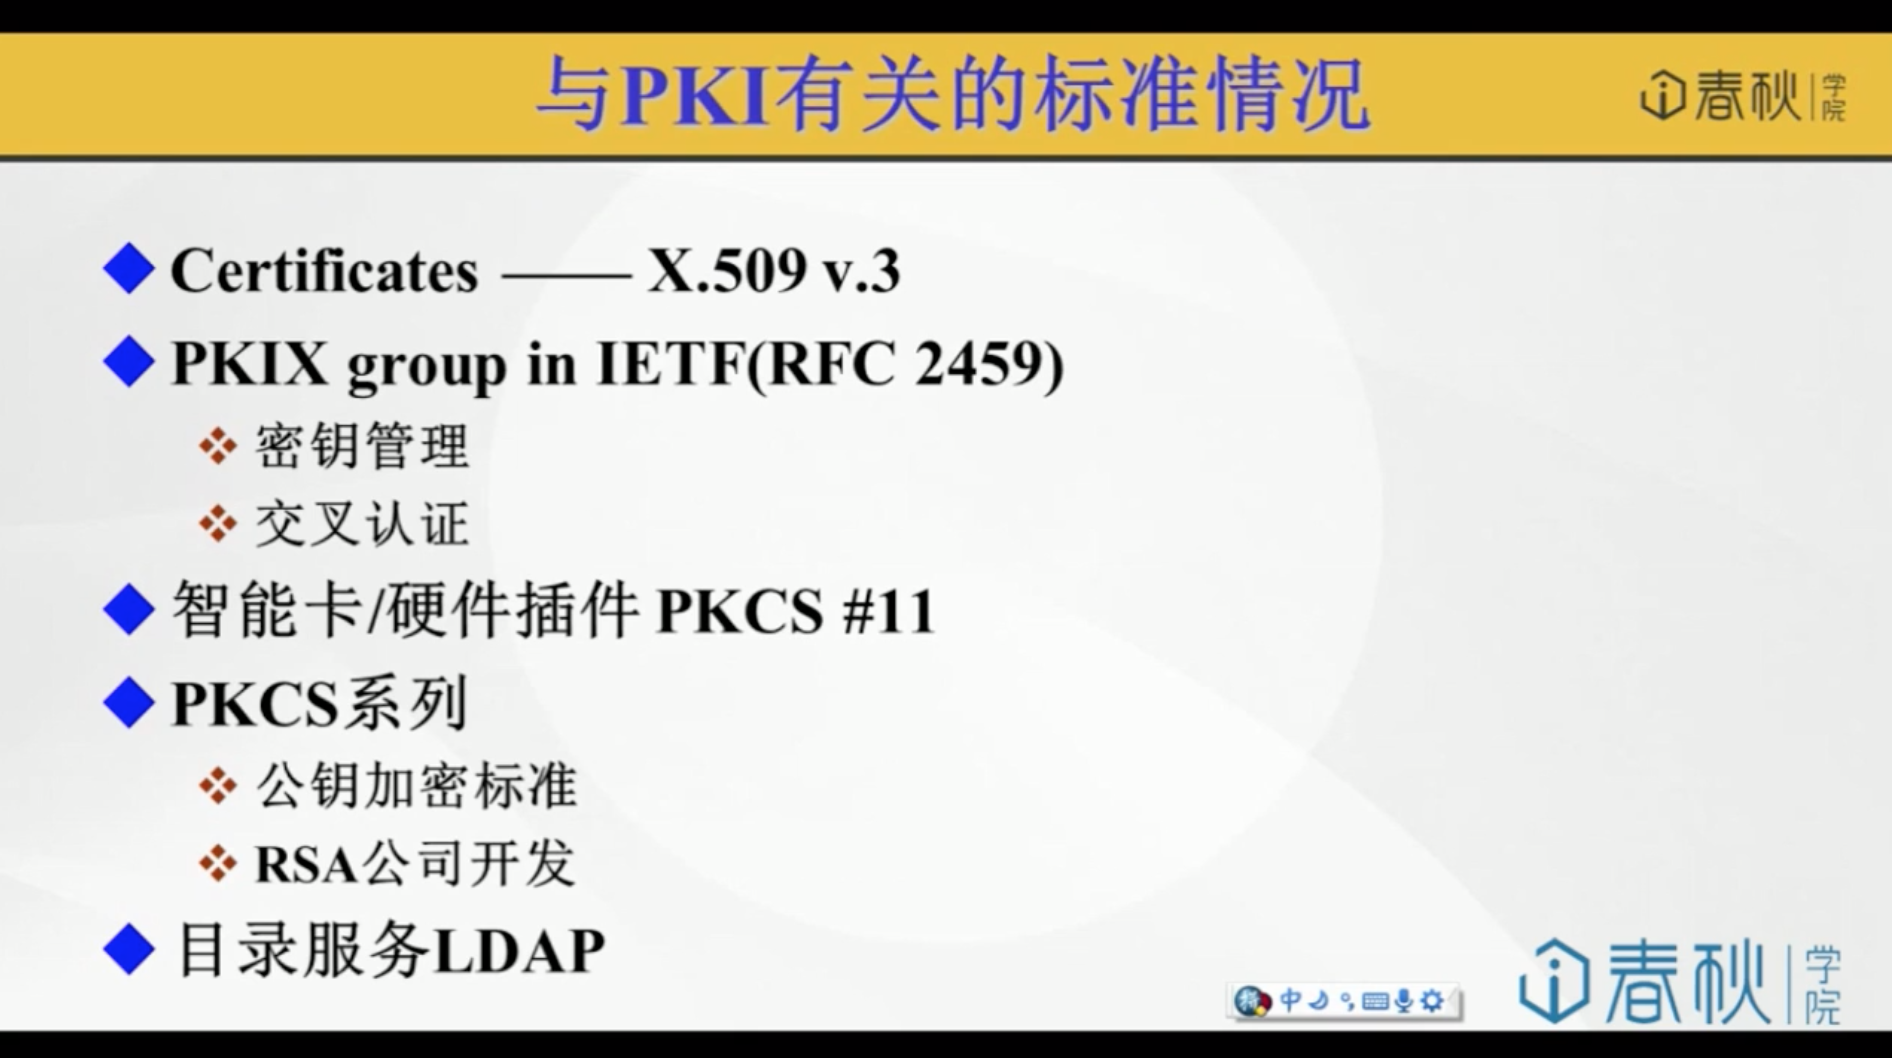 与PKI有关的标准情况
春秋学院
Certificates —— X.509 v.3
PKIX group in IETF(RFC 2459)
密钥管理
交叉认证
智能卡/硬件插件 PKCS #11
PKCS系列
公钥加密标准
RSA公司开发
目录服务LDAP
中
春秋学院